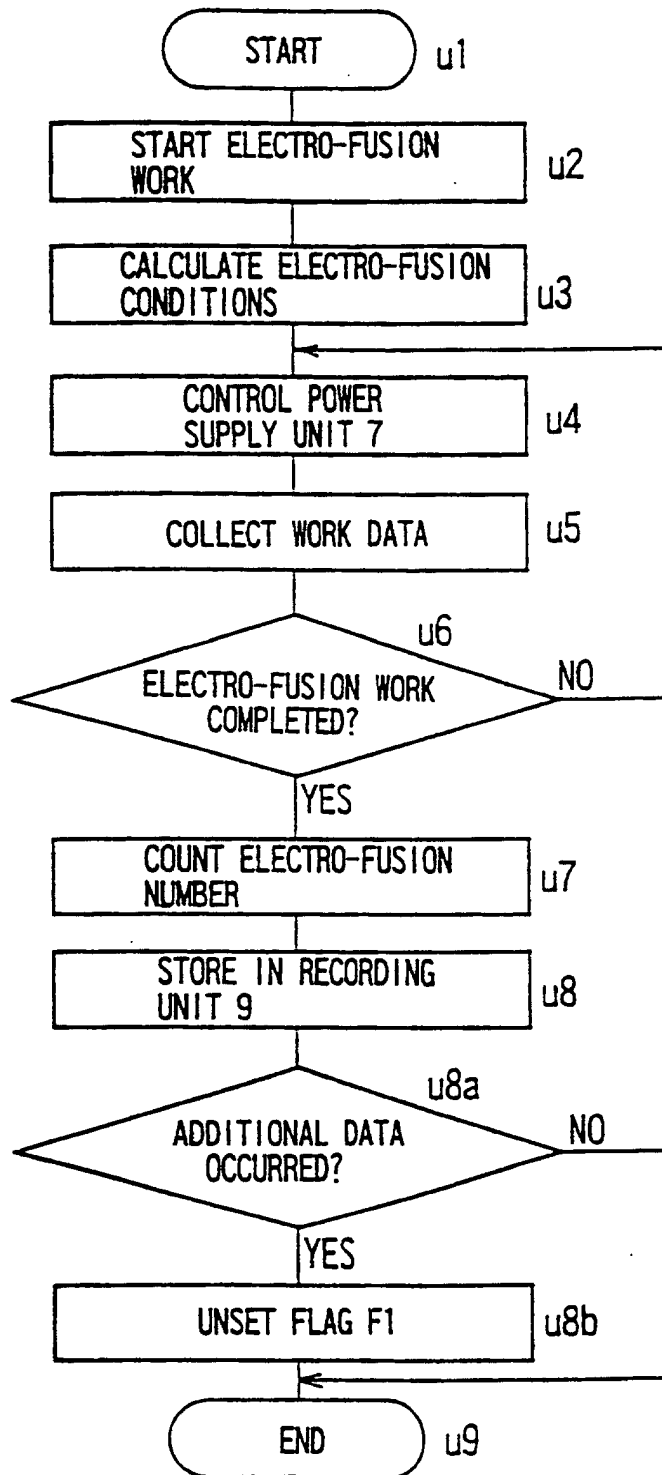 START u1
START ELECTRO-FUSION
WORK
u2
CALCULATE ELECTRO-FUSION
CONDITIONS
u3
CONTROL POWER
SUPPLY UNIT 7
u4
COLLECT WORK DATA u5
u6
ELECTRO-FUSION WORK
COMPLETED?
NO
YES
COUNT ELECTRO-FUSION
NUMBER
u7
STORE IN RECORDING
UNIT 9
u8
u8a
ADDITIONAL DATA
OCCURRED?
NO
YES
UNSET FLAG F1 u8b
END u9